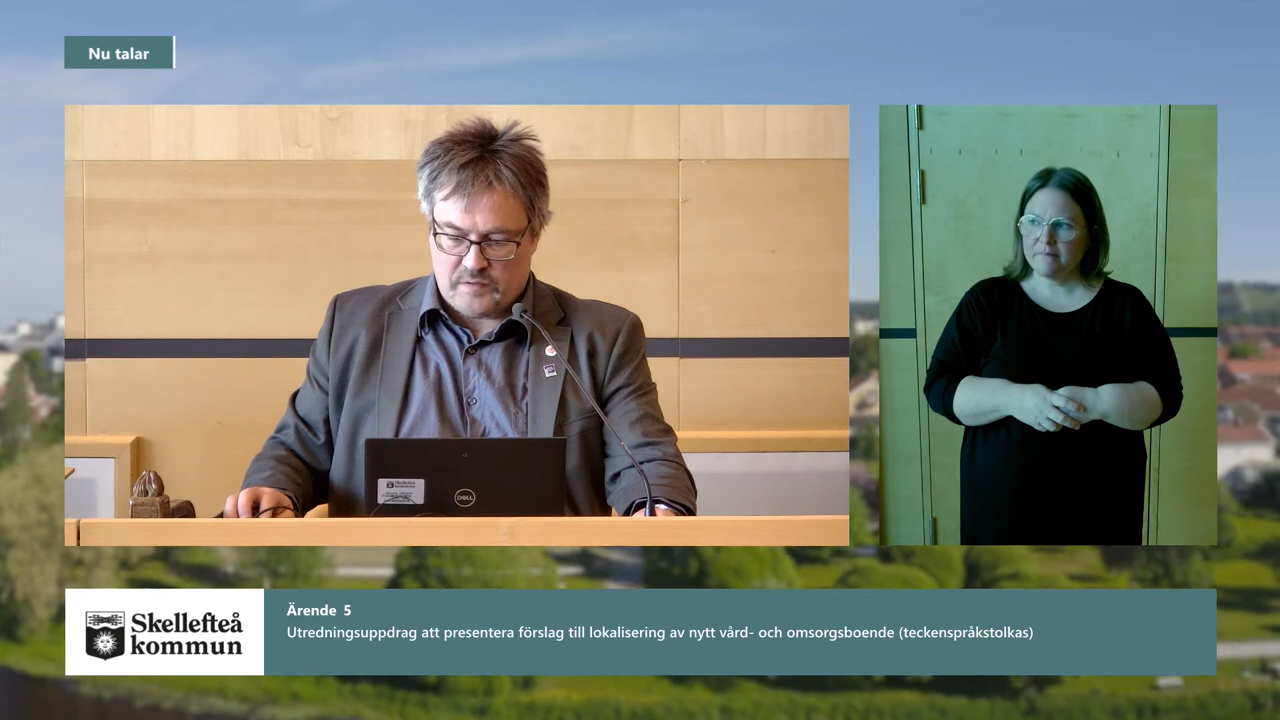 Nu talar
DELL
Skellefteå
kommun
Ärende 5
Utredningsuppdrag att presentera förslag till lokalisering av nytt vård- och omsorgsboende (teckenspråkstolkas)